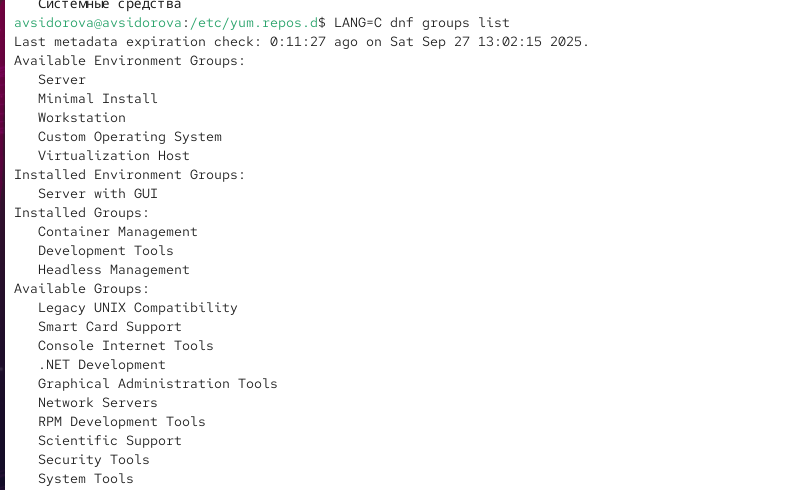 Системные средства
avsidorova@avsidorova:/etc/yum.repos.d$ LANG=C dnf groups list
Last metadata expiration check: 0:11:27 ago on Sat Sep 27 13:02:15 2025.
Available Environment Groups:
   Server
   Minimal Install
   Workstation
   Custom Operating System
   Virtualization Host
Installed Environment Groups:
   Server with GUI
Installed Groups:
   Container Management
   Development Tools
   Headless Management
Available Groups:
   Legacy UNIX Compatibility
   Smart Card Support
   Console Internet Tools
   .NET Development
   Graphical Administration Tools
   Network Servers
   RPM Development Tools
   Scientific Support
   Security Tools
   System Tools